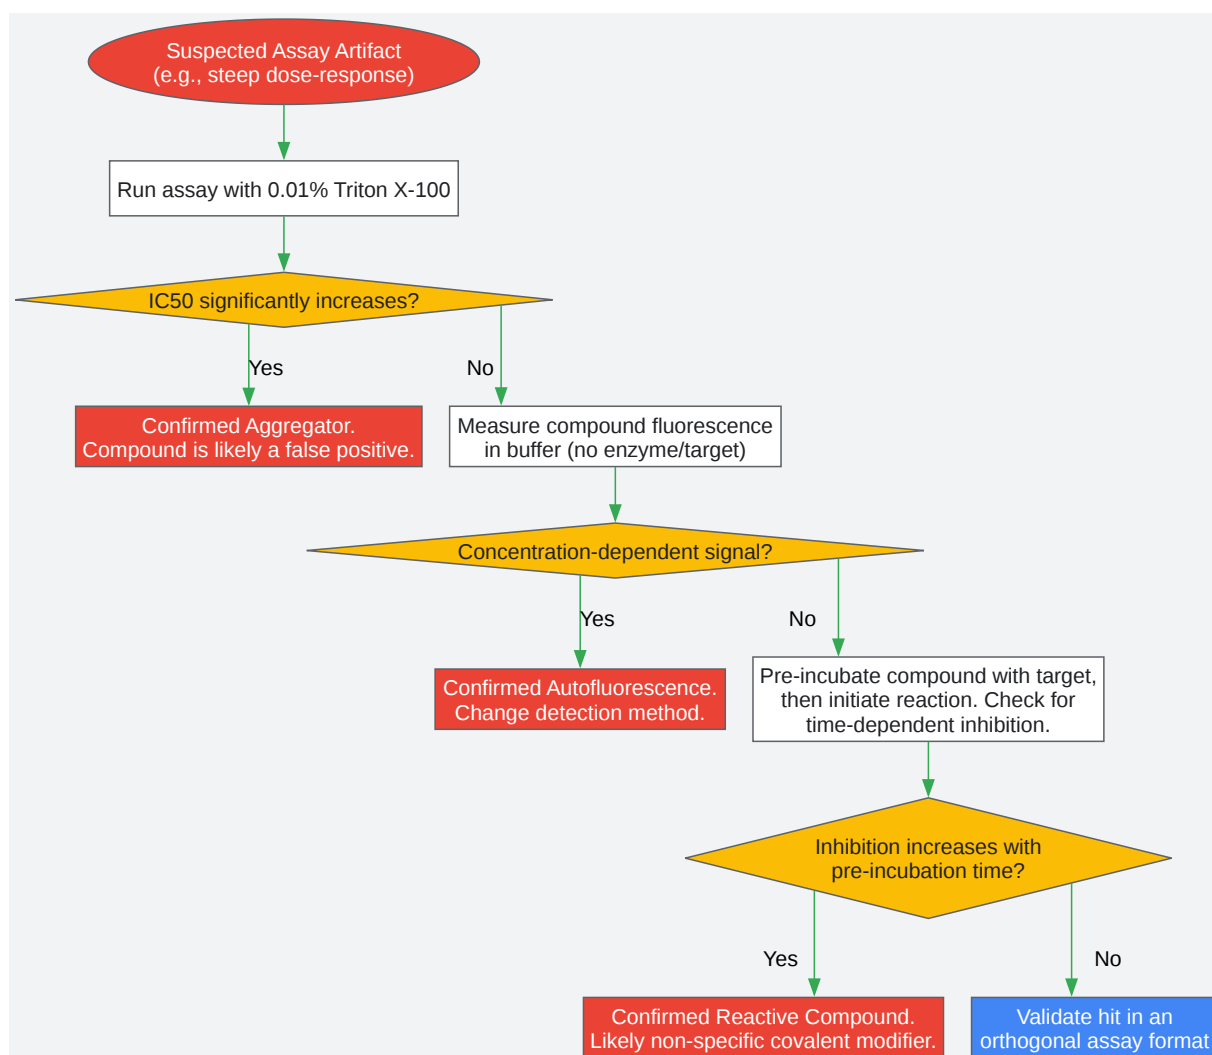 Suspected Assay Artifact
(e.g., steep dose-response)
Run assay with 0.01% Triton X-100
IC50 significantly increases?
Yes
No
Confirmed Aggregator.
Compound is likely a false positive.
Measure compound fluorescence
in buffer (no enzyme/target)
Concentration-dependent signal?
Yes
No
Confirmed Autofluorescence.
Change detection method.
Pre-incubate compound with target,
then initiate reaction. Check for
time-dependent inhibition.
Inhibition increases with
pre-incubation time?
Yes
No
Confirmed Reactive Compound.
Likely non-specific covalent modifier.
Validate hit in an
orthogonal assay format